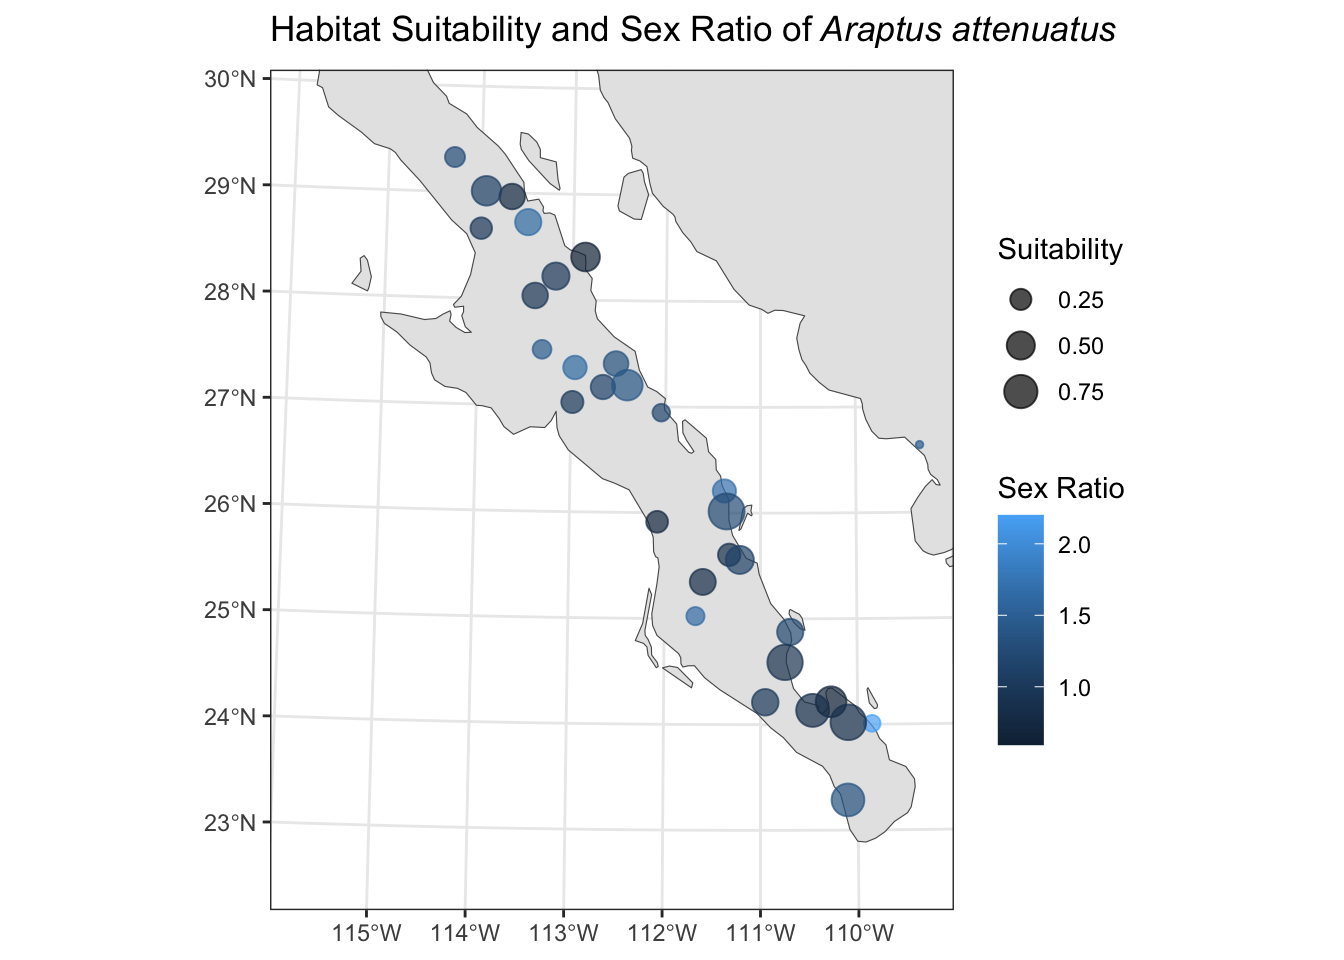 Habitat Suitability and Sex Ratio of Araptus attenuatus
30°N
29°N
28°N
27°N
26°N
25°N
24°N
23°N
115°W 114°W 113°W 112°W 111°W 110°W
Suitability
0.25
0.50
0.75
Sex Ratio
2.0
1.5
1.0